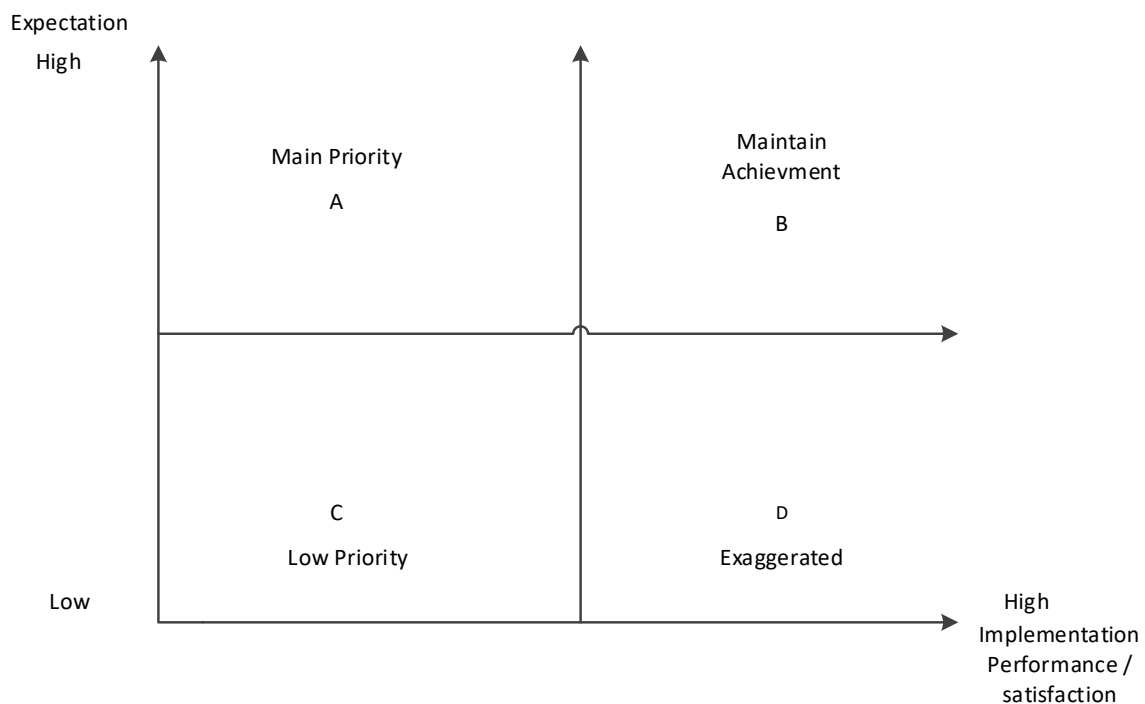 Expectation
High
Main Priority
A
Maintain
Achievment
B
C
Low Priority
D
Exaggerated
Low
High
Implementation
Performance /
satisfaction